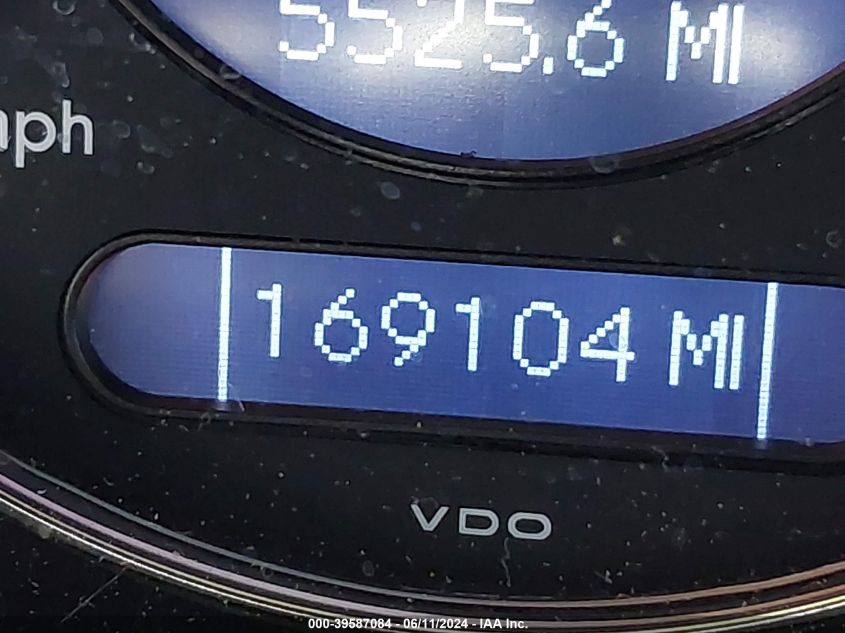 5525.6 MI
mph
169104 MI
VDO
000-39587084 - 06/11/2024 - IAA Inc.